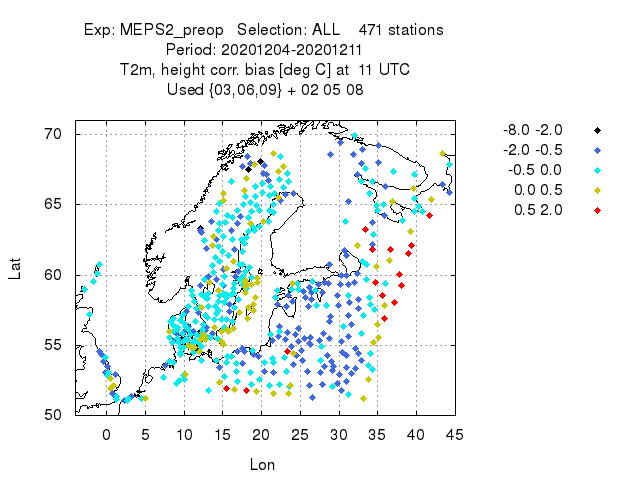 Exp: MEPS2_preop   Selection: ALL    471 stations
Period: 20201204-20201211
T2m, height corr. bias [deg C] at  11 UTC
Used {03,06,09} + 02 05 08
-8.0 -2.0
-2.0 -0.5
-0.5 0.0
0.0 0.5
0.5 2.0
70
65
60
55
50
Lat
0 5 10 15 20 25 30 35 40 45
Lon